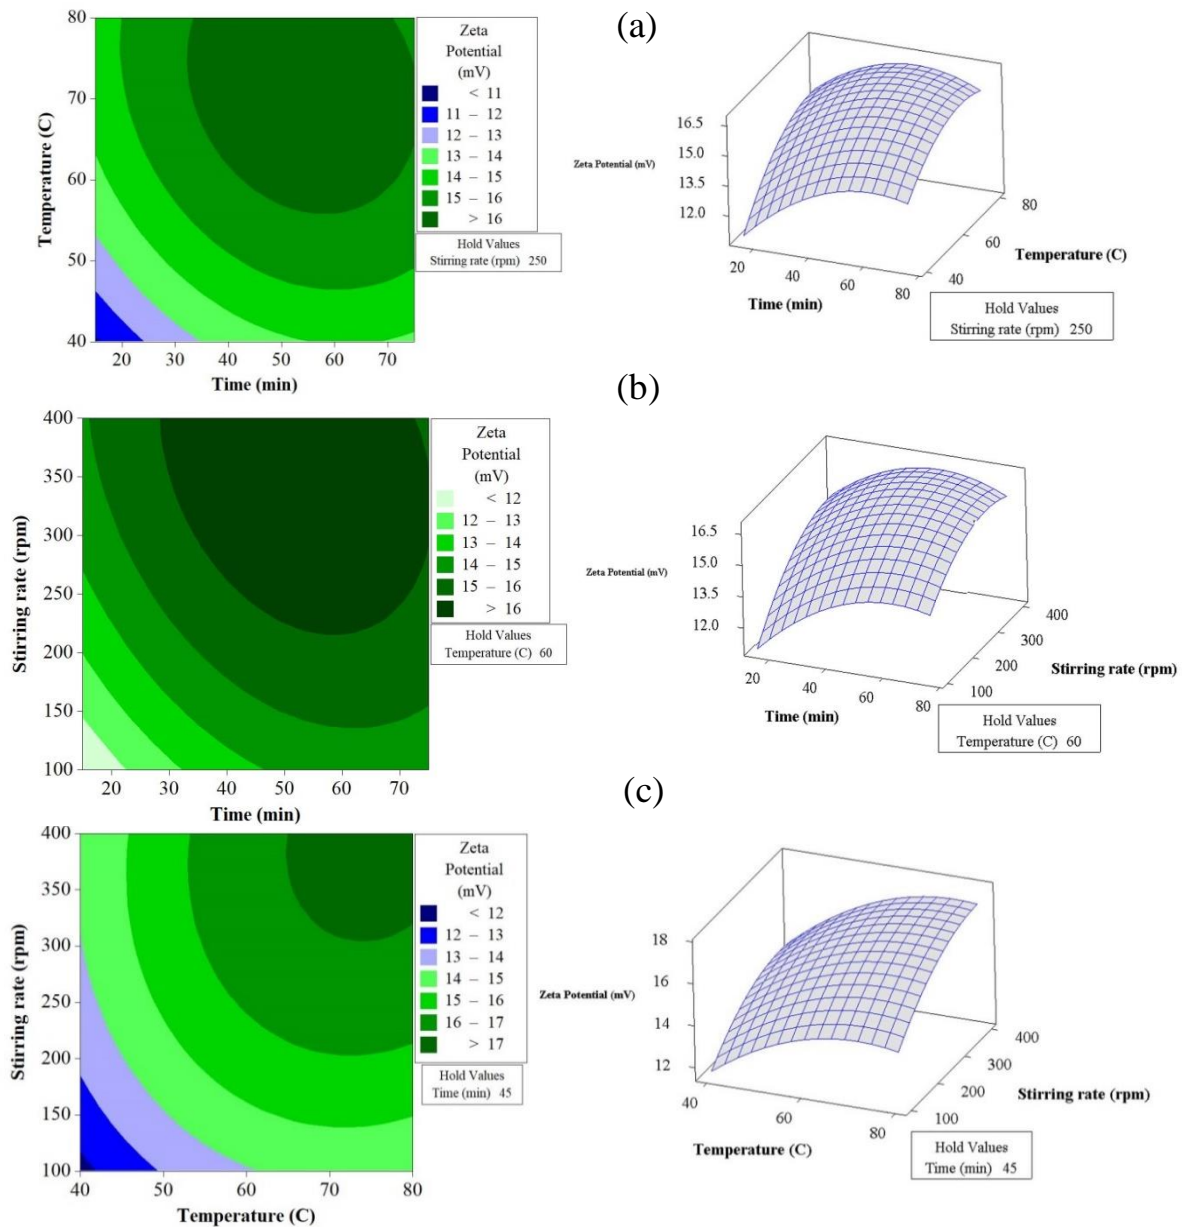 (a)
80
70
60
50
40
Temperature (C)
20 30 40 50 60 70
Time (min)
Zeta
Potential
(mV)
< 11
11 – 12
12 – 13
13 – 14
14 – 15
15 – 16
> 16
Hold Values
Stirring rate (rpm) 250
16.5
15.0
13.5
12.0
Zeta Potential (mV)
20 40 60 80
Time (min)
40
60
80
Temperature (C)
Hold Values
Stirring rate (rpm) 250
(b)
400
350
300
250
200
150
100
Stirring rate (rpm)
20 30 40 50 60 70
Time (min)
Zeta
Potential
(mV)
< 12
12 – 13
13 – 14
14 – 15
15 – 16
> 16
Hold Values
Temperature (C) 60
16.5
15.0
13.5
12.0
Zeta Potential (mV)
20 40 60 80
Time (min)
100
200
300
400
Stirring rate (rpm)
Hold Values
Temperature (C) 60
(c)
400
350
300
250
200
150
100
Stirring rate (rpm)
40 50 60 70 80
Temperature (C)
Zeta
Potential
(mV)
< 12
12 – 13
13 – 14
14 – 15
15 – 16
16 – 17
> 17
Hold Values
Time (min) 45
18
16
14
12
Zeta Potential (mV)
40 60 80
Temperature (C)
100
200
300
400
Stirring rate (rpm)
Hold Values
Time (min) 45